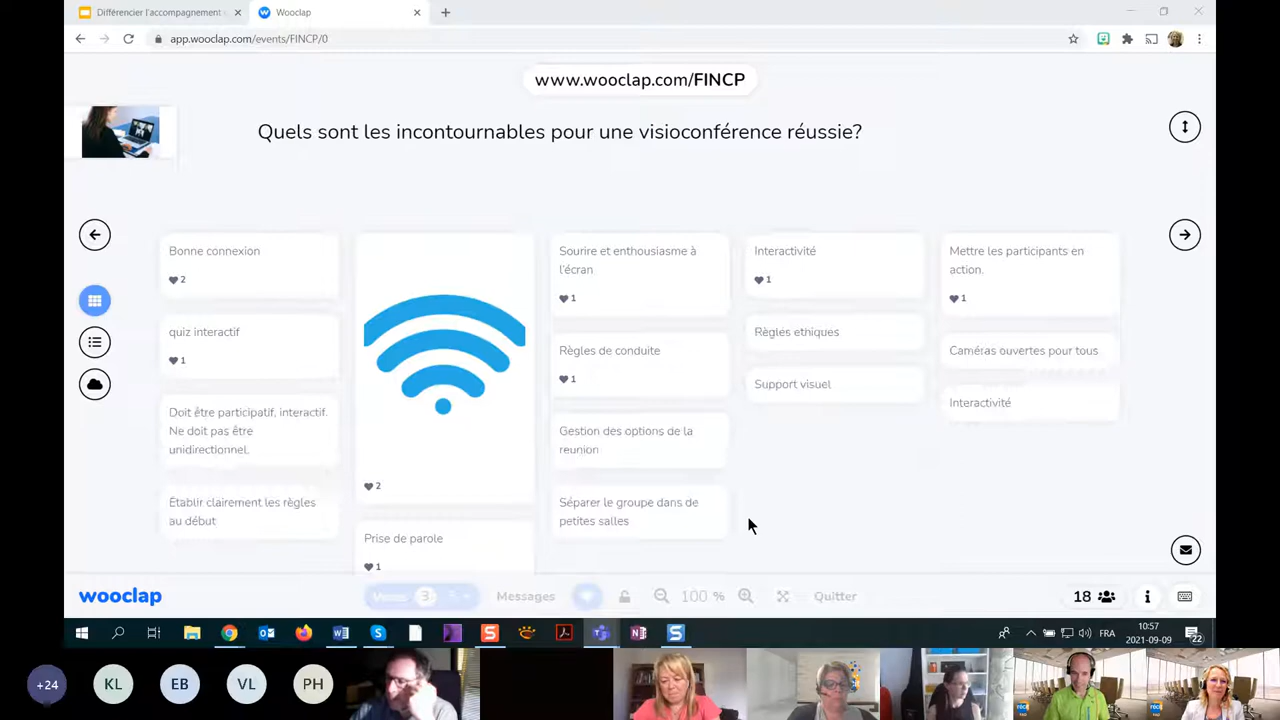 Différencier l'accompagnement
Wooclap
app.wooclap.com/events/FINCP/0
www.wooclap.com/FINCP
Quels sont les incontournables pour une visioconférence réussie?
Bonne connexion
2
quiz interactif
1
Doit être participatif, interactif.
Ne doit pas être
unidirectionnel.
Établir clairement les règles
au début
2
Prise de parole
1
Sourire et enthousiasme à
l'écran
1
Règles de conduite
1
Gestion des options de la
reunion
Séparer le groupe dans de
petites salles
Interactivité
1
Règles ethiques
Support visuel
Mettre les participants en
action.
1
Caméras ouvertes pour tous
Interactivité
wooclap
3
Messages
100 %
Quitter
18
FRA
10:57
2021-09-09
22
+24
KL
EB
VL
PH